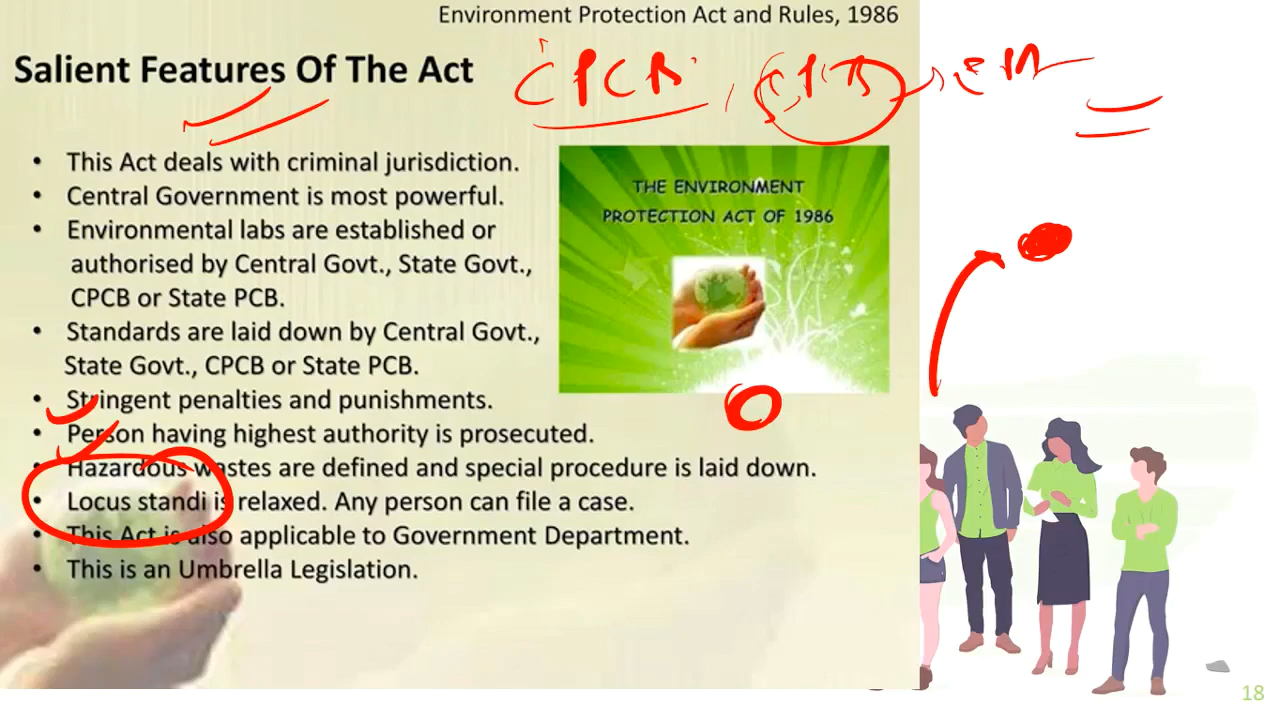 Environment Protection Act and Rules, 1986
Salient Features Of The Act
CPCB
• This Act deals with criminal jurisdiction.
• Central Government is most powerful.
• Environmental labs are established or
authorised by Central Govt., State Govt.,
CPCB or State PCB.
• Standards are laid down by Central Govt.,
State Govt., CPCB or State PCB.
• Stringent penalties and punishments.
• Person having highest authority is prosecuted.
• Hazardous wastes are defined and special procedure is laid down.
• Locus standi is relaxed. Any person can file a case.
• This Act is also applicable to Government Department.
• This is an Umbrella Legislation.
THE ENVIRONMENT
PROTECTION ACT OF 1986
18